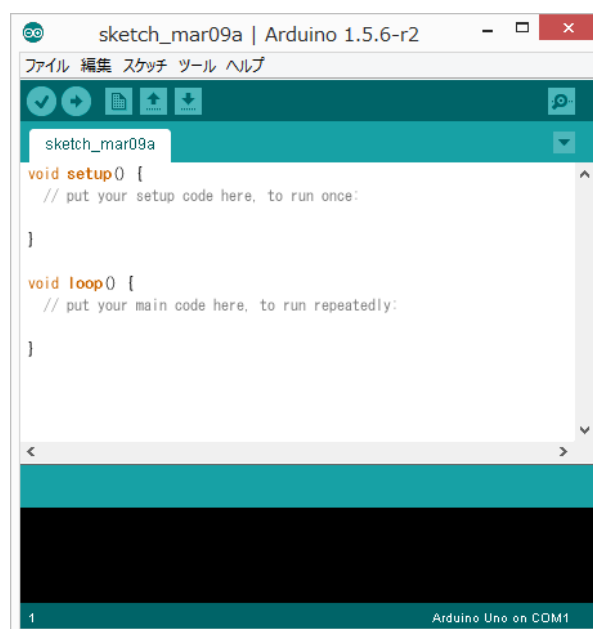 sketch_mar09a | Arduino 1.5.6-r2
ファイル 編集 スケッチ ツール ヘルプ
sketch_mar09a
void setup() {
  // put your setup code here, to run once:
}
void loop() {
  // put your main code here, to run repeatedly:
}
1 Arduino Uno on COM1